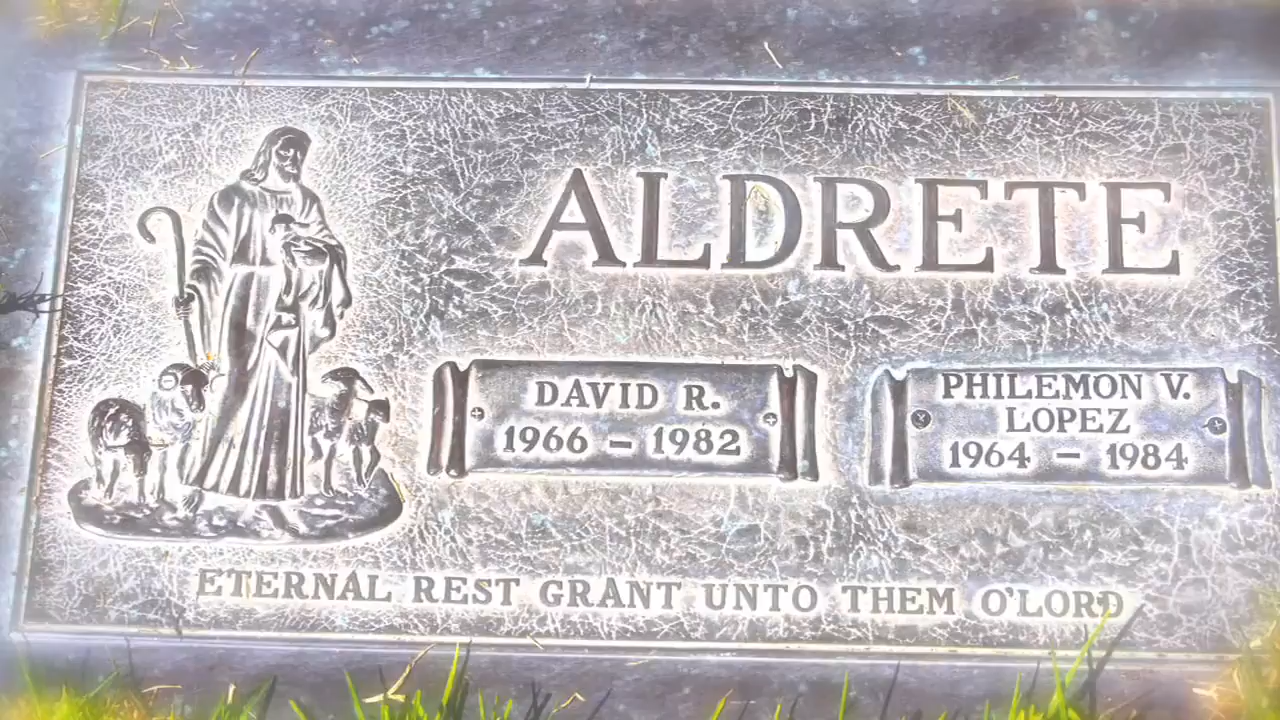 ALDRETE
DAVID R.
1966 – 1982
PHILEMON V.
LOPEZ
1964 – 1984
ETERNAL REST GRANT UNTO THEM O'LORD